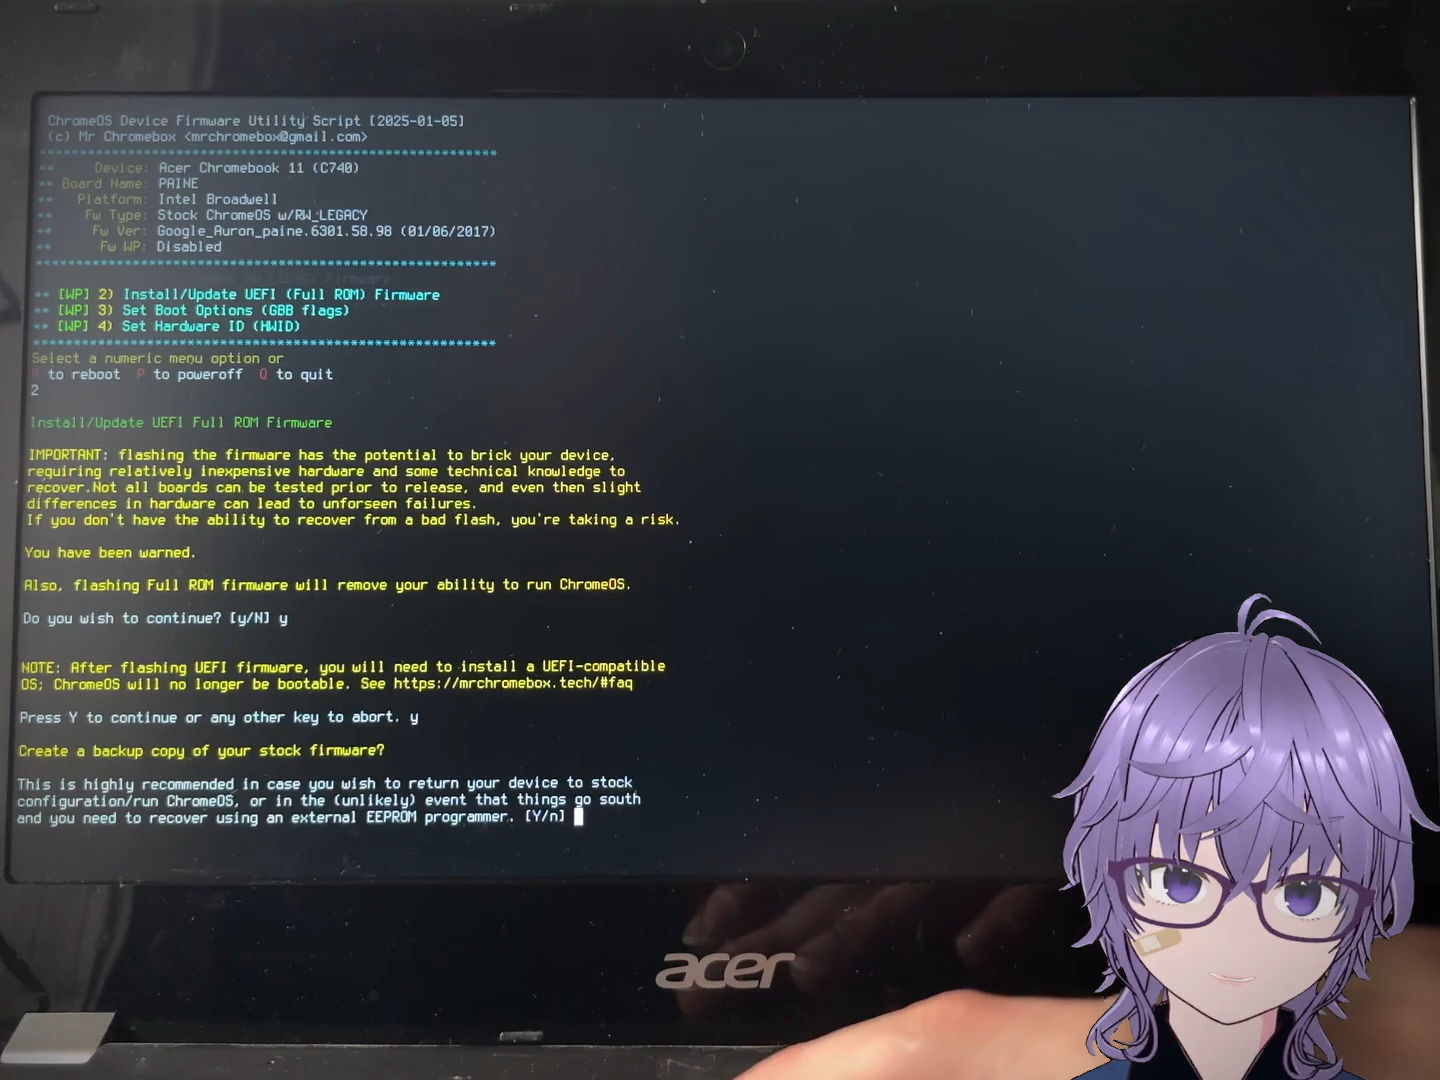 ChromeOS Device Firmware Utility Script [2025-01-05]
(c) Mr Chromebox <mrchromebox@gmail.com>
*********************************************************
** Device: Acer Chromebook 11 (C740)
** Board Name: PAINE
** Platform: Intel Broadwell
** Fw Type: Stock ChromeOS w/RW_LEGACY
** Fw Ver: Google_Auron_paine.6301.58.98 (01/06/2017)
** Fw WP: Disabled
*********************************************************
** [WP] 2) Install/Update UEFI (Full ROM) Firmware
** [WP] 3) Set Boot Options (GBB flags)
** [WP] 4) Set Hardware ID (HWID)
*********************************************************
Select a numeric menu option or
R to reboot P to poweroff Q to quit
2
Install/Update UEFI Full ROM Firmware
IMPORTANT: flashing the firmware has the potential to brick your device,
requiring relatively inexpensive hardware and some technical knowledge to
recover.Not all boards can be tested prior to release, and even then slight
differences in hardware can lead to unforseen failures.
If you don't have the ability to recover from a bad flash, you're taking a risk.
You have been warned.
Also, flashing Full ROM firmware will remove your ability to run ChromeOS.
Do you wish to continue? [y/N] y
NOTE: After flashing UEFI firmware, you will need to install a UEFI-compatible
OS; ChromeOS will no longer be bootable. See https://mrchromebox.tech/#faq
Press Y to continue or any other key to abort. y
Create a backup copy of your stock firmware?
This is highly recommended in case you wish to return your device to stock
configuration/run ChromeOS, or in the (unlikely) event that things go south
and you need to recover using an external EEPROM programmer. [Y/n]
acer